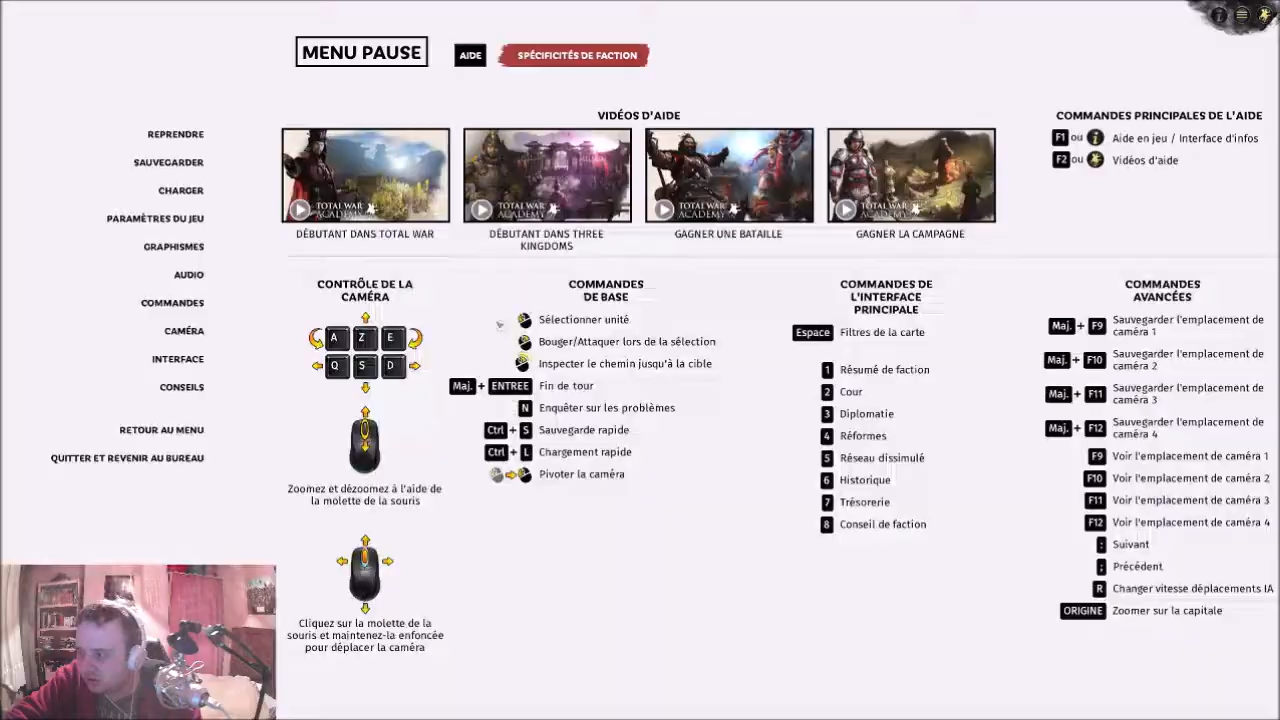 MENU PAUSE
AIDE
SPÉCIFICITÉS DE FACTION
REPRENDRE
SAUVEGARDER
CHARGER
PARAMÈTRES DU JEU
GRAPHISMES
AUDIO
COMMANDES
CAMÉRA
INTERFACE
CONSEILS
RETOUR AU MENU
QUITTER ET REVENIR AU BUREAU
VIDÉOS D'AIDE
TOTAL WAR
ACADEMY
DÉBUTANT DANS TOTAL WAR
TOTAL WAR
ACADEMY
DÉBUTANT DANS THREE
KINGDOMS
TOTAL WAR
ACADEMY
GAGNER UNE BATAILLE
TOTAL WAR
ACADEMY
GAGNER LA CAMPAGNE
COMMANDES PRINCIPALES DE L'AIDE
F1 ou Aide en jeu / Interface d'infos
F2 ou Vidéos d'aide
CONTRÔLE DE LA
CAMÉRA
A Z E
Q S D
Zoomez et dézoomez à l'aide de
la molette de la souris
Cliquez sur la molette de la
souris et maintenez-la enfoncée
pour déplacer la caméra
COMMANDES
DE BASE
Sélectionner unité
Bouger/Attaquer lors de la sélection
Inspecter le chemin jusqu'à la cible
Maj. + ENTREE Fin de tour
N Enquêter sur les problèmes
Ctrl + S Sauvegarde rapide
Ctrl + L Chargement rapide
Pivoter la caméra
COMMANDES DE
L'INTERFACE
PRINCIPALE
Espace Filtres de la carte
1 Résumé de faction
2 Cour
3 Diplomatie
4 Réformes
5 Réseau dissimulé
6 Historique
7 Trésorerie
8 Conseil de faction
COMMANDES
AVANCÉES
Maj. + F9 Sauvegarder l'emplacement de
caméra 1
Maj. + F10 Sauvegarder l'emplacement de
caméra 2
Maj. + F11 Sauvegarder l'emplacement de
caméra 3
Maj. + F12 Sauvegarder l'emplacement de
caméra 4
F9 Voir l'emplacement de caméra 1
F10 Voir l'emplacement de caméra 2
F11 Voir l'emplacement de caméra 3
F12 Voir l'emplacement de caméra 4
: Suivant
; Précédent
R Changer vitesse déplacements IA
ORIGINE Zoomer sur la capitale